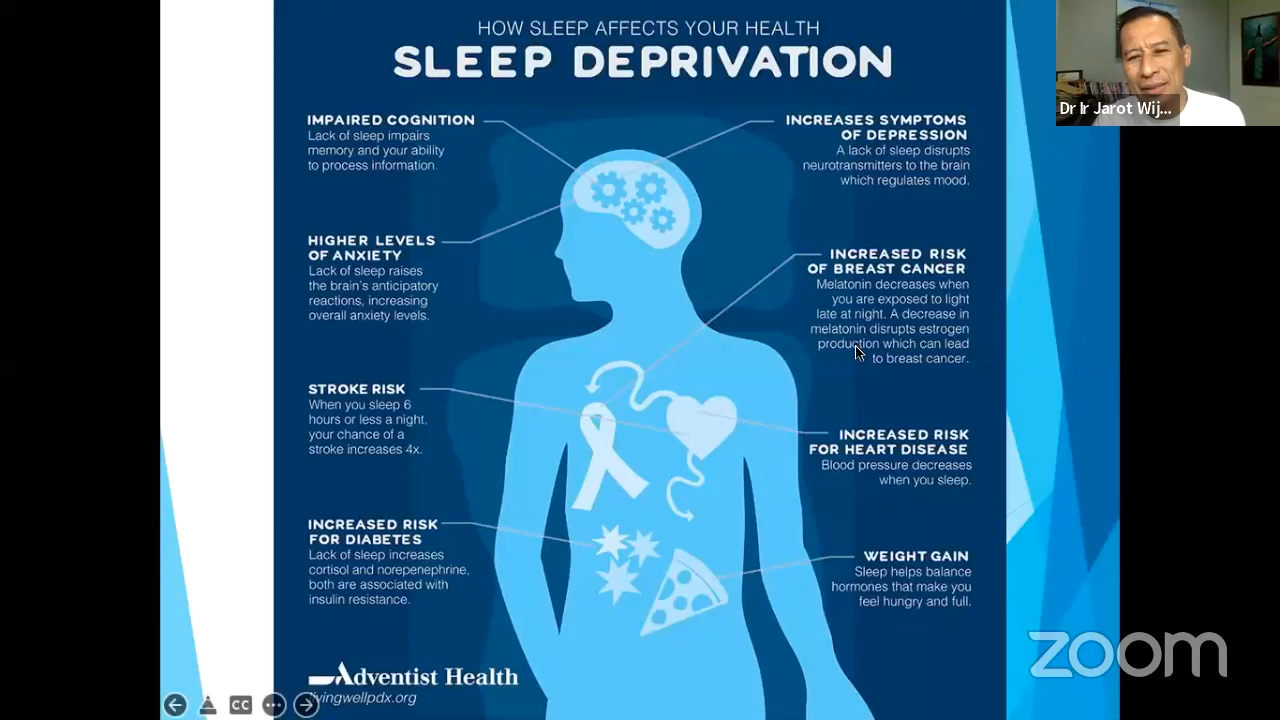 HOW SLEEP AFFECTS YOUR HEALTH
SLEEP DEPRIVATION
IMPAIRED COGNITION
Lack of sleep impairs
memory and your ability
to process information.
HIGHER LEVELS
OF ANXIETY
Lack of sleep raises
the brain's anticipatory
reactions, increasing
overall anxiety levels.
STROKE RISK
When you sleep 6
hours or less a night,
your chance of a
stroke increases 4x.
INCREASED RISK
FOR DIABETES
Lack of sleep increases
cortisol and norepenephrine,
both are associated with
insulin resistance.
INCREASES SYMPTOMS
OF DEPRESSION
A lack of sleep disrupts
neurotransmitters to the brain
which regulates mood.
INCREASED RISK
OF BREAST CANCER
Melatonin decreases when
you are exposed to light
late at night. A decrease in
melatonin disrupts estrogen
production which can lead
to breast cancer.
INCREASED RISK
FOR HEART DISEASE
Blood pressure decreases
when you sleep.
WEIGHT GAIN
Sleep helps balance
hormones that make you
feel hungry and full.
Adventist Health
livingwellpdx.org
CC
Dr Ir Jarot Wij...
zoom